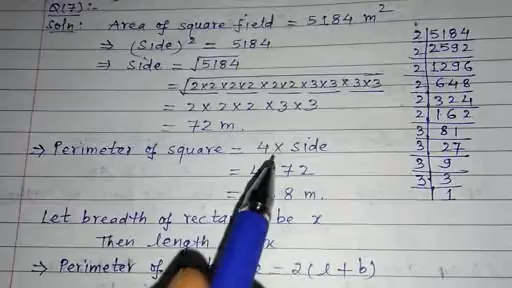 Q(7):-
Soln: Area of square field = 5184 m²
⇒ (Side)² = 5184
⇒ Side = √5184
= √2×2×2×2×2×2×3×3×3×3
= 2×2×2×3×3
= 72 m.
⇒ Perimeter of square = 4× side
= 4 72
= 8 m.
Let breadth of be x
Then length x
⇒ Perimeter of = 2(l+b)
2 5184
2 2592
2 1296
2 648
2 324
2 162
3 81
3 27
3 9
3 3
1